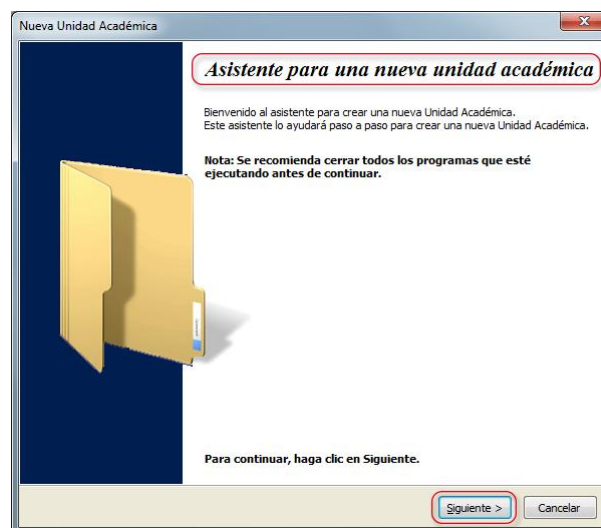 Nueva Unidad Académica
Asistente para una nueva unidad académica
Bienvenido al asistente para crear una nueva Unidad Académica.
Este asistente lo ayudará paso a paso para crear una nueva Unidad Académica.
Nota: Se recomienda cerrar todos los programas que esté
ejecutando antes de continuar.
Para continuar, haga clic en Siguiente.
Siguiente >
Cancelar